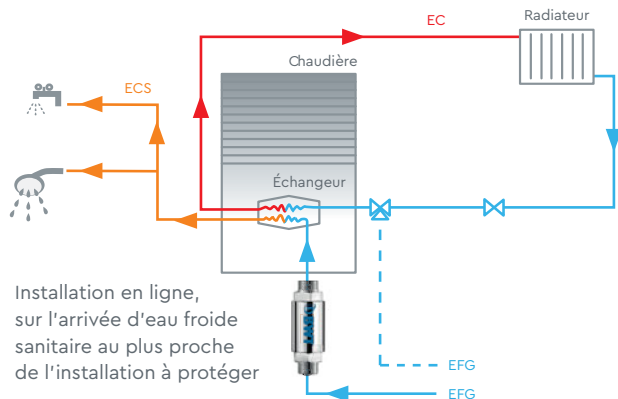 EC
Radiateur
Chaudière
ECS
Échangeur
Installation en ligne,
sur l'arrivée d'eau froide
sanitaire au plus proche
de l'installation à protéger
EFG
EFG